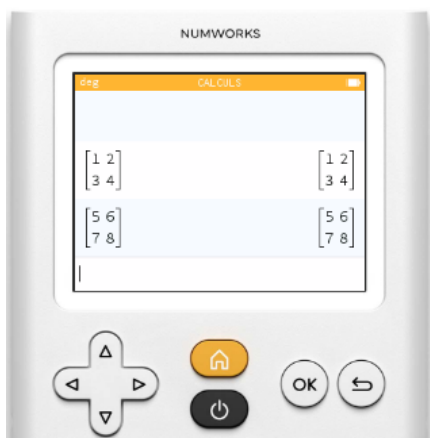 NUMWORKS
deg CALCULS
[1 2] [1 2]
[3 4] [3 4]
[5 6] [5 6]
[7 8] [7 8]
OK